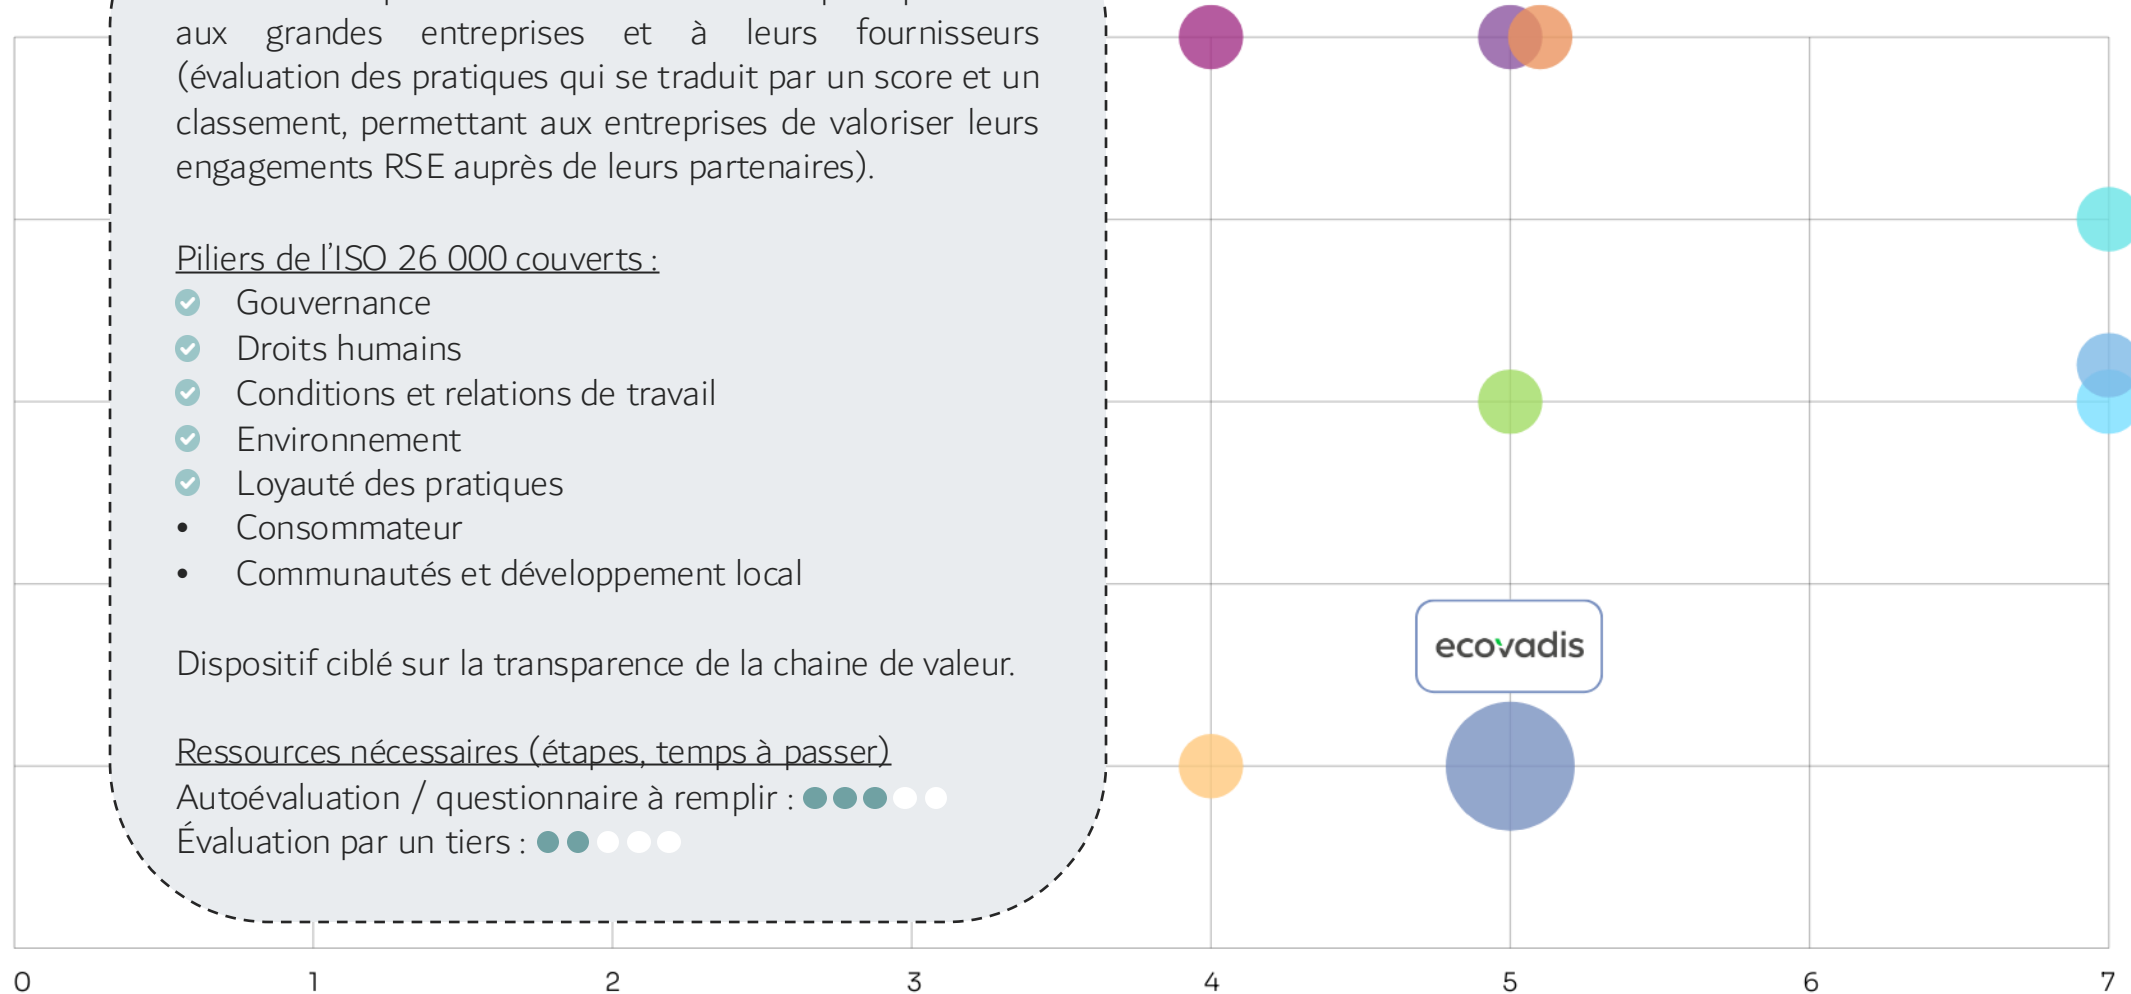 aux grandes entreprises et à leurs fournisseurs
(évaluation des pratiques qui se traduit par un score et un
classement, permettant aux entreprises de valoriser leurs
engagements RSE auprès de leurs partenaires).
Piliers de l'ISO 26 000 couverts :
Gouvernance
Droits humains
Conditions et relations de travail
Environnement
Loyauté des pratiques
• Consommateur
• Communautés et développement local
Dispositif ciblé sur la transparence de la chaine de valeur.
Ressources nécessaires (étapes, temps à passer)
Autoévaluation / questionnaire à remplir :
Évaluation par un tiers :
ecovadis
0 1 2 3 4 5 6 7